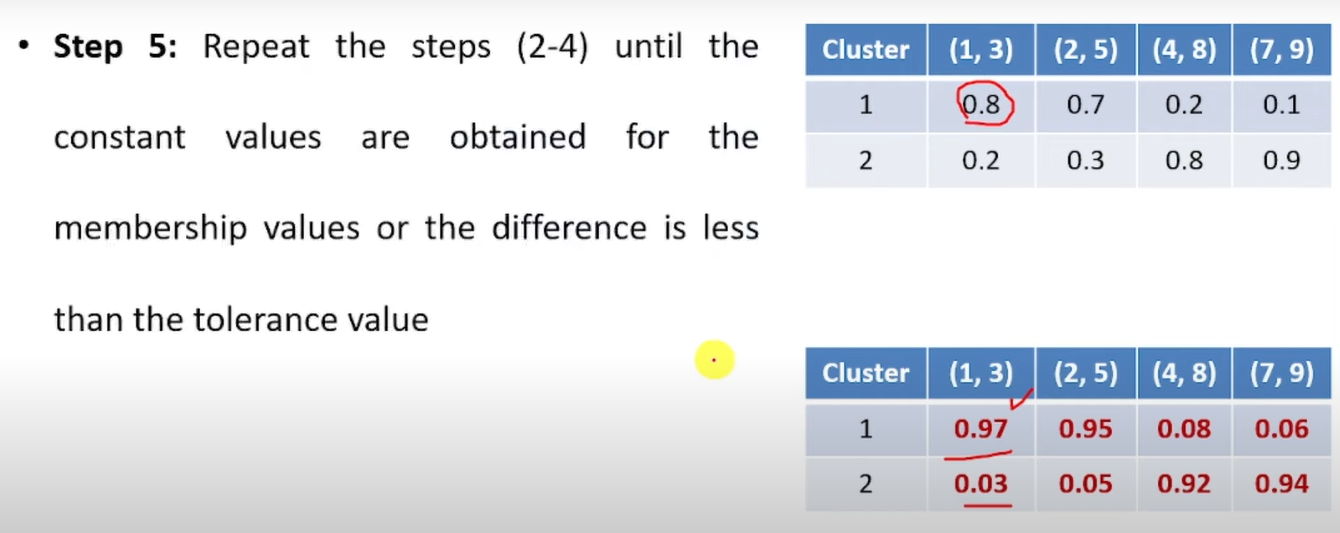 • Step 5: Repeat the steps (2-4) until the
constant values are obtained for the
membership values or the difference is less
than the tolerance value
Cluster (1, 3) (2, 5) (4, 8) (7, 9)
1 0.8 0.7 0.2 0.1
2 0.2 0.3 0.8 0.9
Cluster (1, 3) (2, 5) (4, 8) (7, 9)
1 0.97 0.95 0.08 0.06
2 0.03 0.05 0.92 0.94